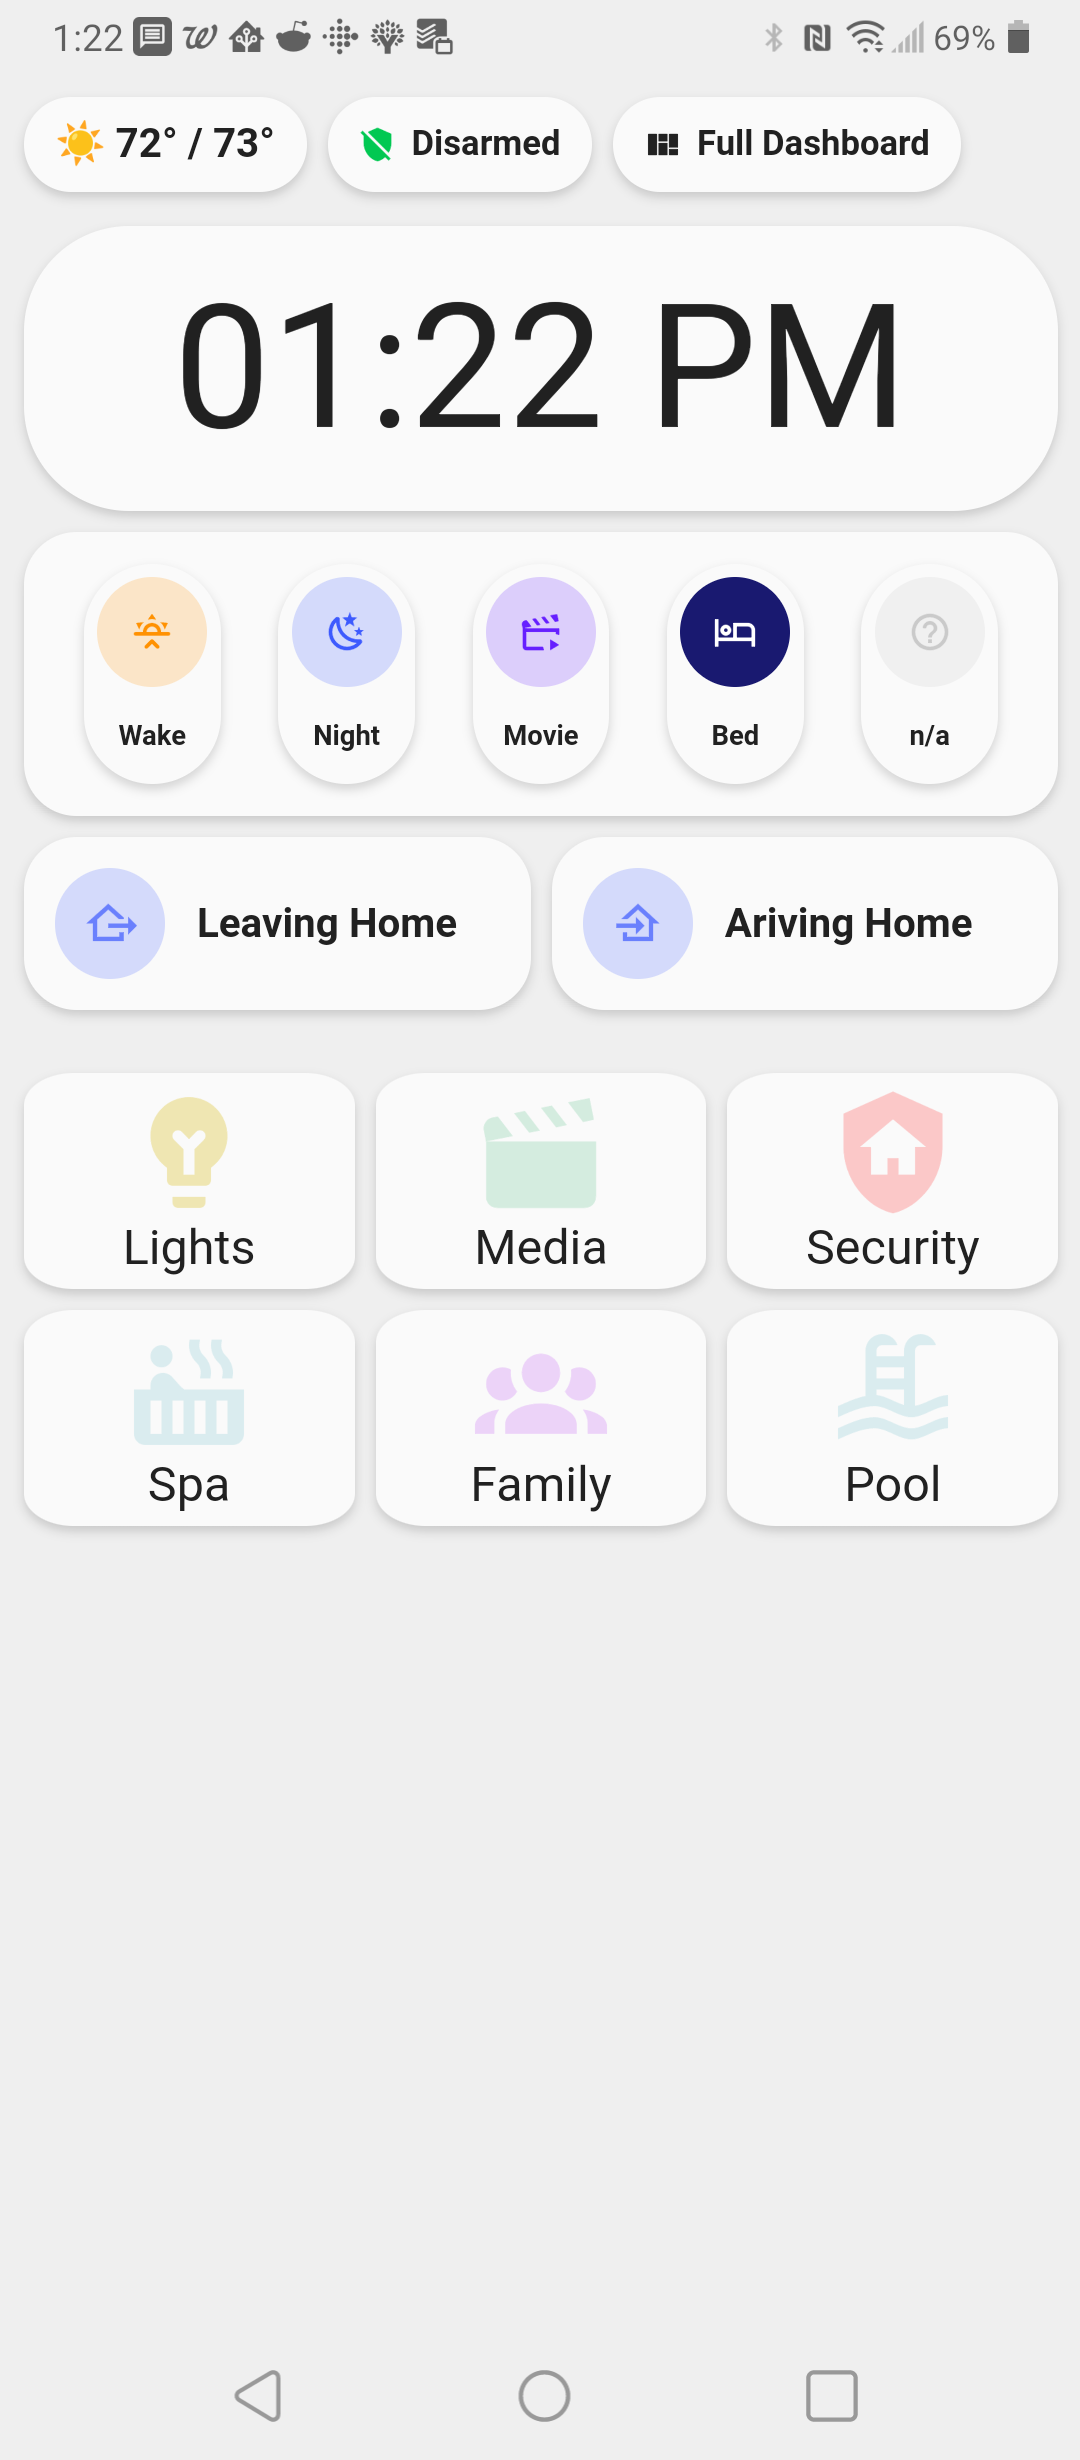 1:22 69%
72° / 73° Disarmed Full Dashboard
01:22 PM
Wake Night Movie Bed n/a
Leaving Home Ariving Home
Lights Media Security
Spa Family Pool